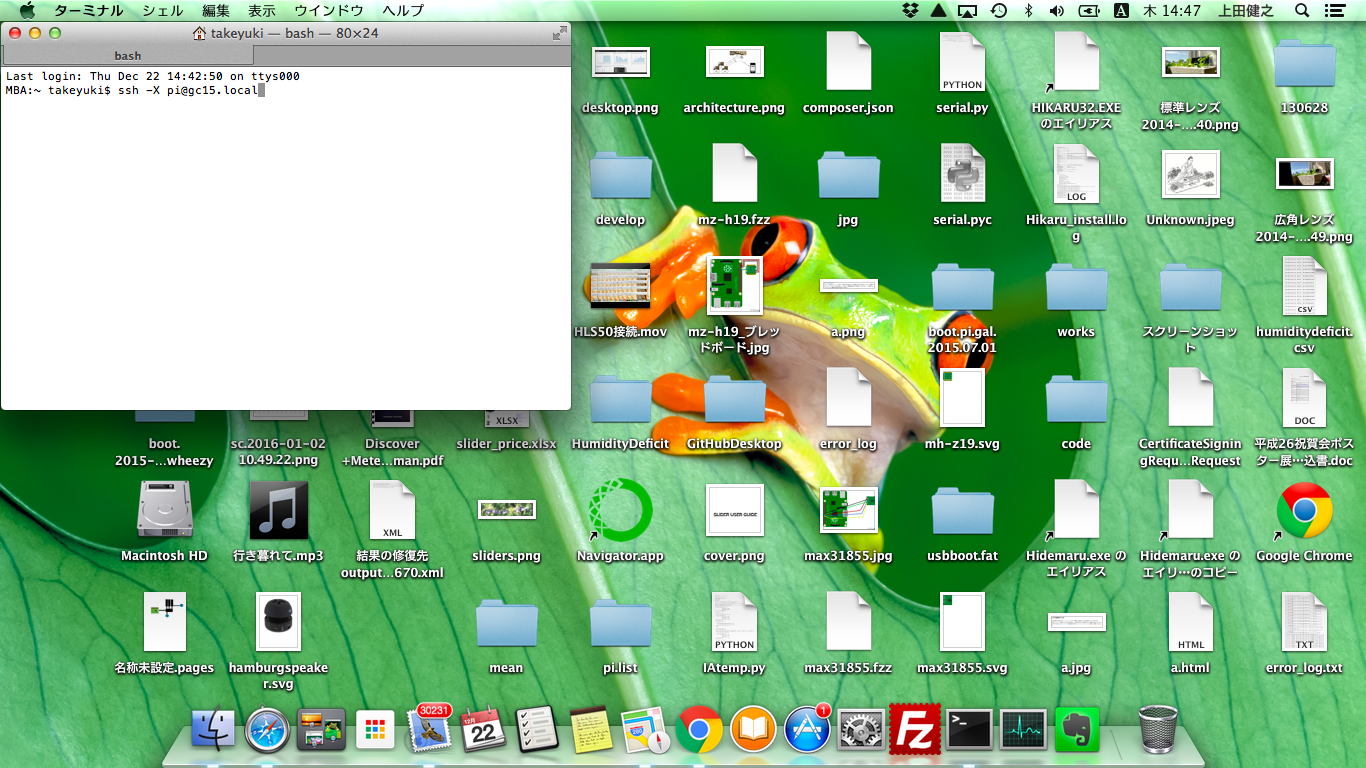 ターミナル シェル 編集 表示 ウインドウ ヘルプ
木 14:47 上田健之
takeyuki — bash — 80×24
bash
Last login: Thu Dec 22 14:42:50 on ttys000
MBA:~ takeyuki$ ssh -X pi@gc15.local
desktop.png
architecture.png
composer.json
PYTHON
serial.py
HIKARU32.EXE
のエイリアス
標準レンズ
2014-....40.png
130628
develop
mz-h19.fzz
jpg
serial.pyc
LOG
Hikaru_install.lo
g
Unknown.jpeg
広角レンズ
2014-....49.png
HLS50接続.mov
mz-h19_ブレッ
ドボード.jpg
a.png
boot.pi.gal.
2015.07.01
works
スクリーンショッ
ト
CSV
humiditydeficit.
csv
boot.
2015-...wheezy
sc.2016-01-02
10.49.22.png
Discover
+Mete...man.pdf
XLSX
slider_price.xlsx
HumidityDeficit
GitHubDesktop
error_log
mh-z19.svg
code
CertificateSignin
gRequ...Request
DOC
平成26祝賀会ポス
ター展…込書.doc
Macintosh HD
行き暮れて.mp3
XML
結果の修復先
output...670.xml
sliders.png
Navigator.app
SLIDER USER GUIDE
cover.png
max31855.jpg
usbboot.fat
Hidemaru.exe の
エイリアス
Hidemaru.exe の
エイリ…のコピー
Google Chrome
名称未設定.pages
hamburgspeake
r.svg
mean
pi.list
PYTHON
IAtemp.py
max31855.fzz
max31855.svg
a.jpg
HTML
a.html
TXT
error_log.txt
30231
12月
22
1
Fz